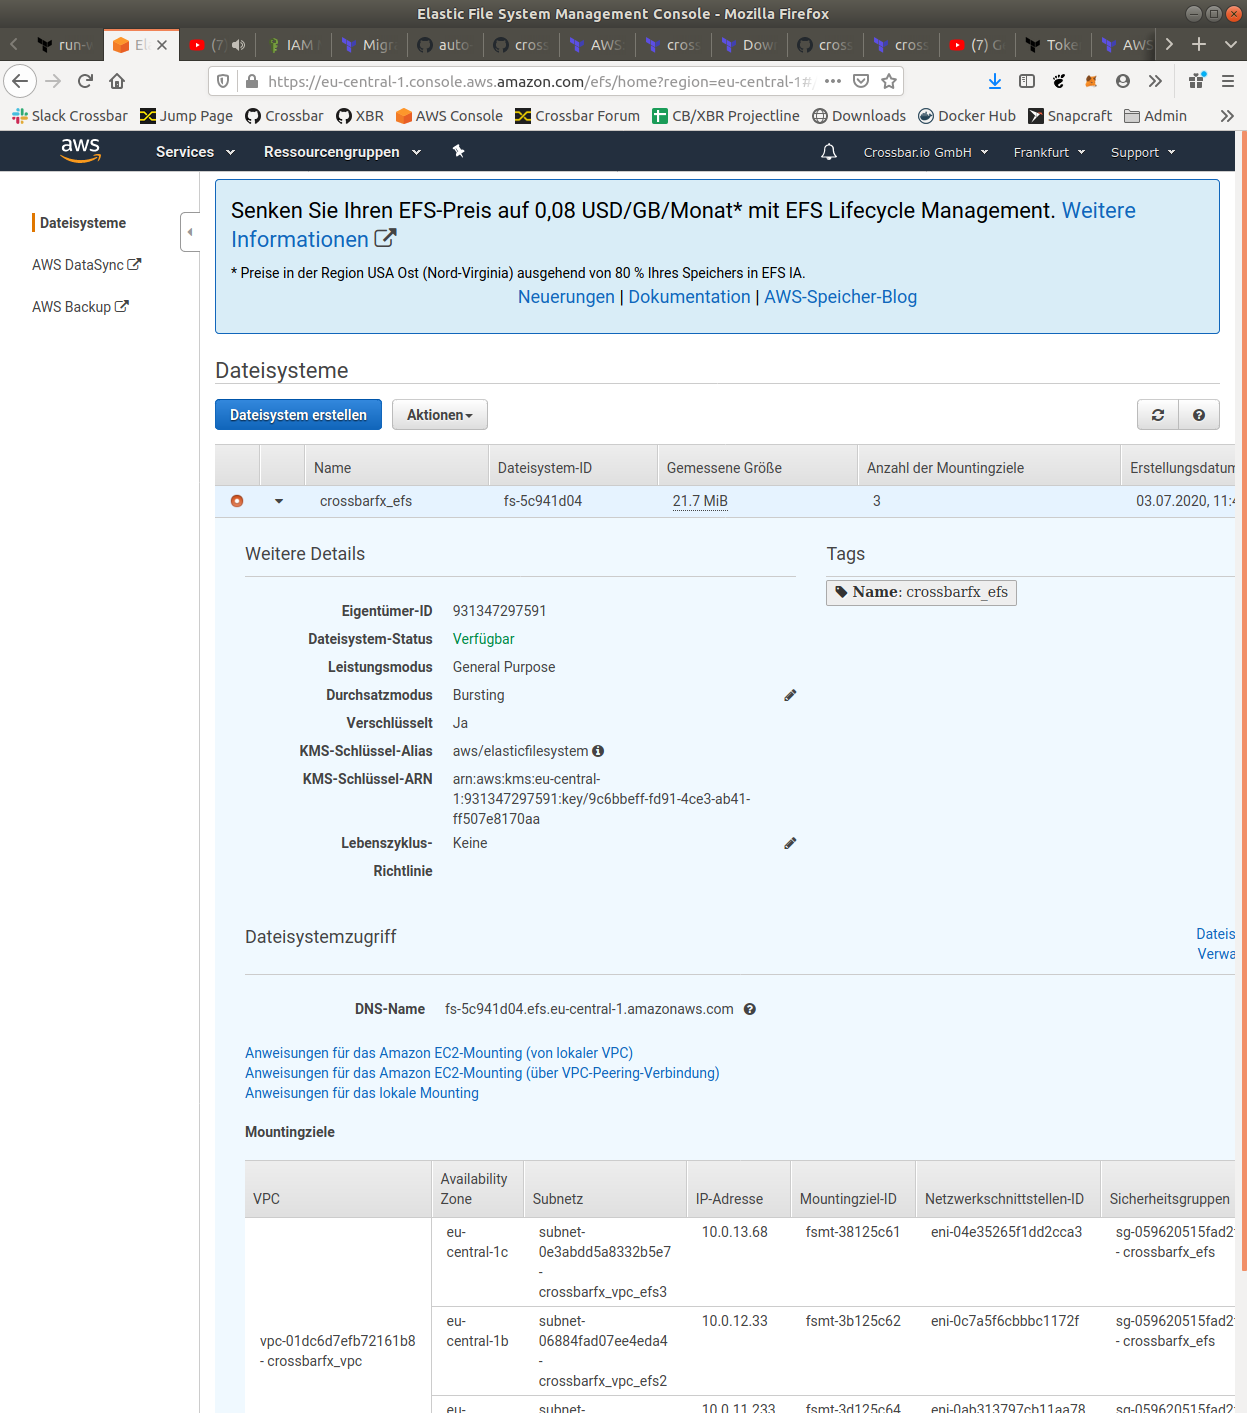 Elastic File System Management Console - Mozilla Firefox
run-
Ela
(7)
IAM
Migra
auto
cross
AWS
cross
Dow
cross
cross
(7) G
Toke
AWS
https://eu-central-1.console.aws.amazon.com/efs/home?region=eu-central-1#
Slack Crossbar
Jump Page
Crossbar
XBR
AWS Console
Crossbar Forum
CB/XBR Projectline
Downloads
Docker Hub
Snapcraft
Admin
aws
Services
Ressourcengruppen
Crossbar.io GmbH
Frankfurt
Support
Dateisysteme
AWS DataSync
AWS Backup
Senken Sie Ihren EFS-Preis auf 0,08 USD/GB/Monat* mit EFS Lifecycle Management. Weitere
Informationen
* Preise in der Region USA Ost (Nord-Virginia) ausgehend von 80 % Ihres Speichers in EFS IA.
Neuerungen | Dokumentation | AWS-Speicher-Blog
Dateisysteme
Dateisystem erstellen
Aktionen
Name
Dateisystem-ID
Gemessene Größe
Anzahl der Mountingziele
Erstellungsdatum
crossbarfx_efs
fs-5c941d04
21.7 MiB
3
03.07.2020, 11:4
Weitere Details
Tags
Name: crossbarfx_efs
Eigentümer-ID 931347297591
Dateisystem-Status Verfügbar
Leistungsmodus General Purpose
Durchsatzmodus Bursting
Verschlüsselt Ja
KMS-Schlüssel-Alias aws/elasticfilesystem
KMS-Schlüssel-ARN arn:aws:kms:eu-central-
1:931347297591:key/9c6bbeff-fd91-4ce3-ab41-
ff507e8170aa
Lebenszyklus- Keine
Richtlinie
Dateisystemzugriff
Dateis
Verwa
DNS-Name fs-5c941d04.efs.eu-central-1.amazonaws.com
Anweisungen für das Amazon EC2-Mounting (von lokaler VPC)
Anweisungen für das Amazon EC2-Mounting (über VPC-Peering-Verbindung)
Anweisungen für das lokale Mounting
Mountingziele
VPC
Availability
Zone
Subnetz
IP-Adresse
Mountingziel-ID
Netzwerkschnittstellen-ID
Sicherheitsgruppen
vpc-01dc6d7efb72161b8
- crossbarfx_vpc
eu-
central-1c
subnet-
0e3abdd5a8332b5e7
-
crossbarfx_vpc_efs3
10.0.13.68
fsmt-38125c61
eni-04e35265f1dd2cca3
sg-059620515fad2
- crossbarfx_efs
eu-
central-1b
subnet-
06884fad07ee4eda4
-
crossbarfx_vpc_efs2
10.0.12.33
fsmt-3b125c62
eni-0c7a5f6cbbbc1172f
sg-059620515fad2
- crossbarfx_efs
eu-
subnet-
10.0.11.233
fsmt-3d125c64
eni-0ab313797cb11aa78
sg-059620515fad2